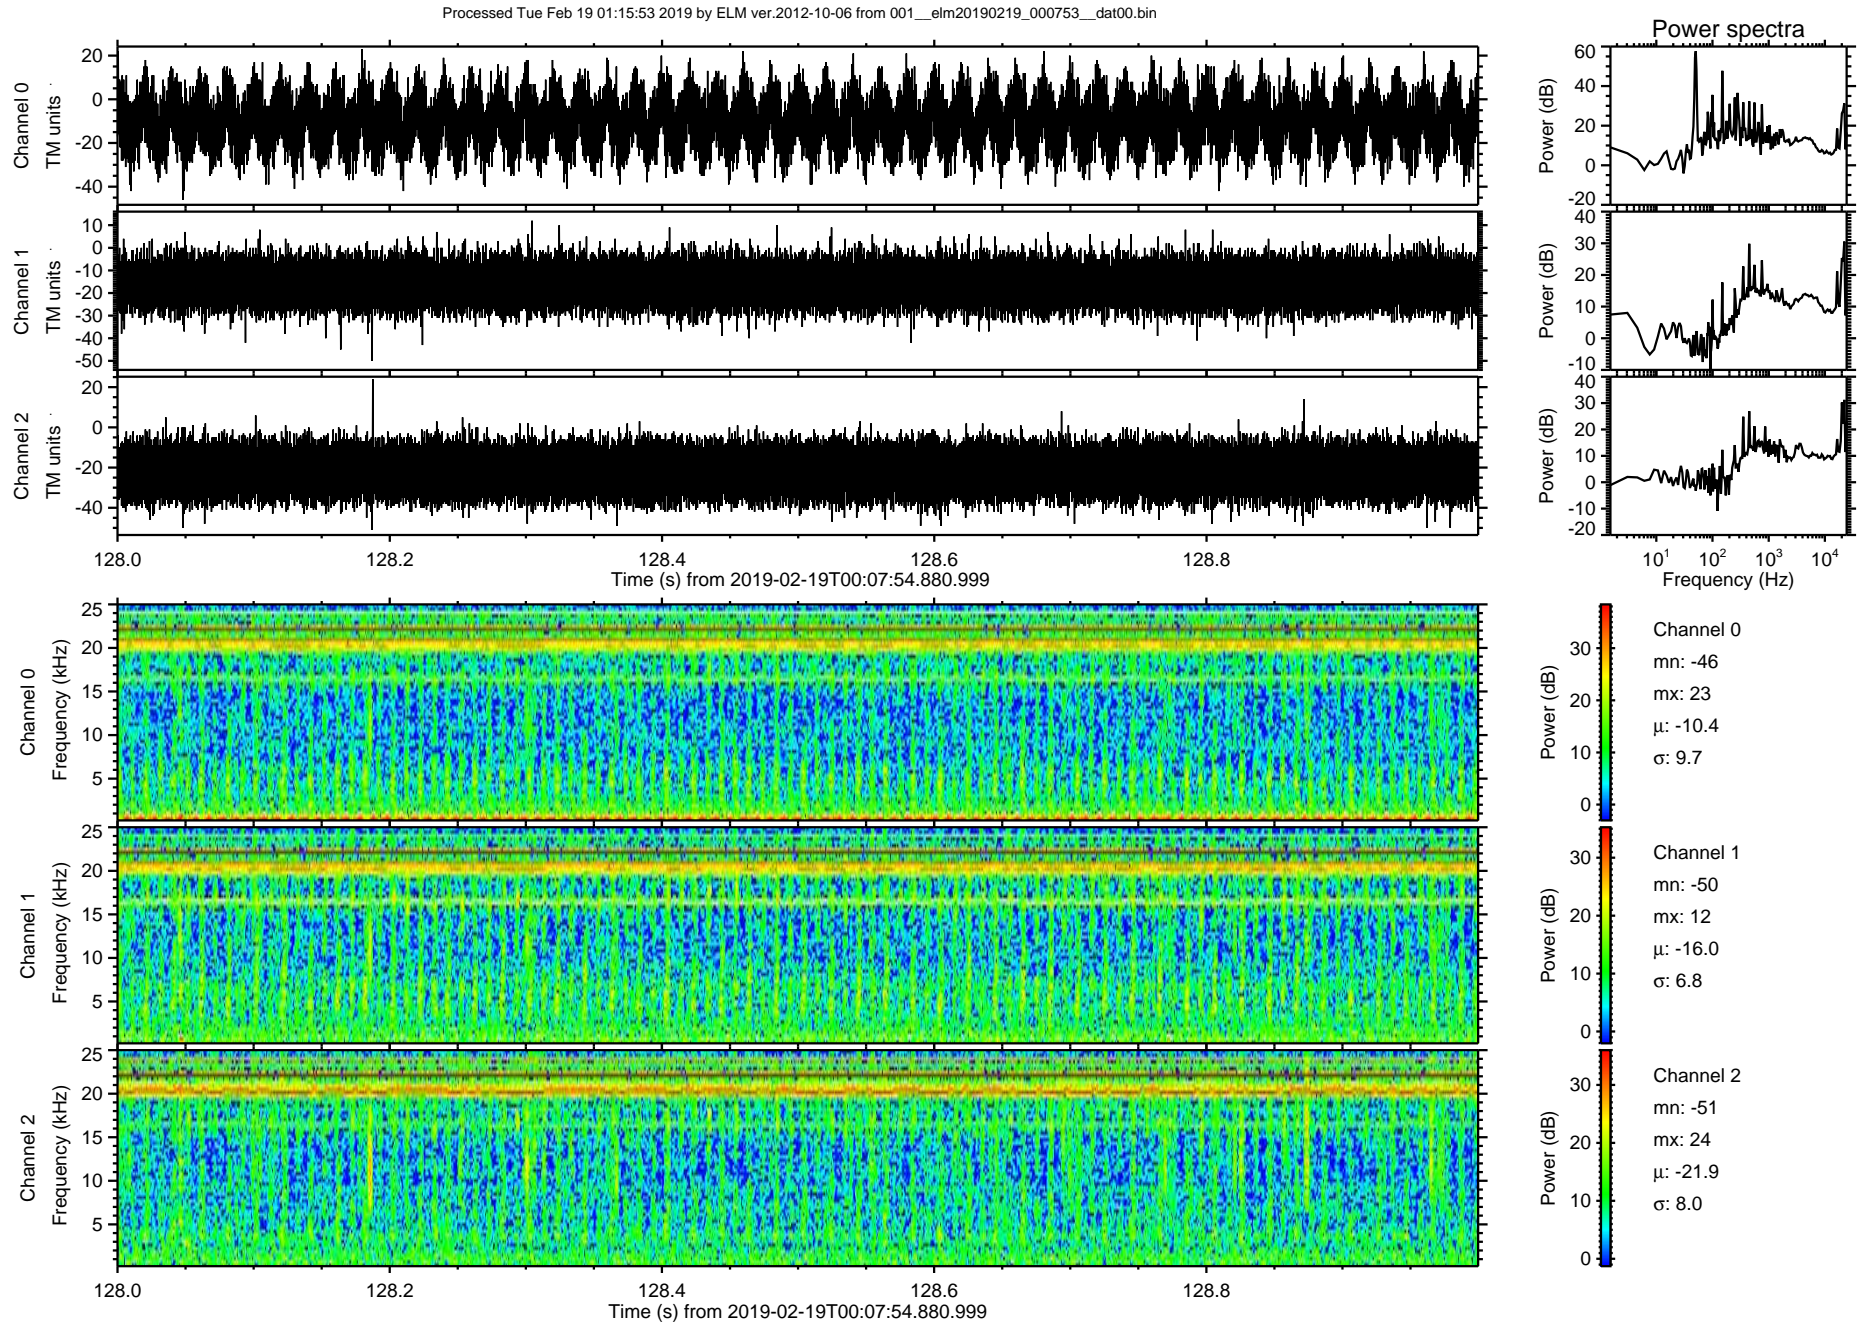 Processed Tue Feb 19 01:15:53 2019 by ELM ver.2012-10-06 from 001__elm20190219_000753__dat00.bin
Power spectra
Channel 0
TM units
20
0
-20
-40
Power (dB)
60
40
20
0
-20
Channel 1
TM units
10
0
-10
-20
-30
-40
-50
Power (dB)
40
30
20
10
0
-10
Channel 2
TM units
20
0
-20
-40
Power (dB)
40
30
20
10
0
-10
-20
128.0 128.2 128.4 128.6 128.8
Time (s) from 2019-02-19T00:07:54.880.999
10¹ 10² 10³ 10⁴
Frequency (Hz)
Channel 0
Frequency (kHz)
25
20
15
10
5
Power (dB)
30
20
10
0
Channel 0
mn: -46
mx: 23
µ: -10.4
σ: 9.7
Channel 1
Frequency (kHz)
25
20
15
10
5
Power (dB)
30
20
10
0
Channel 1
mn: -50
mx: 12
µ: -16.0
σ: 6.8
Channel 2
Frequency (kHz)
25
20
15
10
5
Power (dB)
30
20
10
0
Channel 2
mn: -51
mx: 24
µ: -21.9
σ: 8.0
128.0 128.2 128.4 128.6 128.8
Time (s) from 2019-02-19T00:07:54.880.999